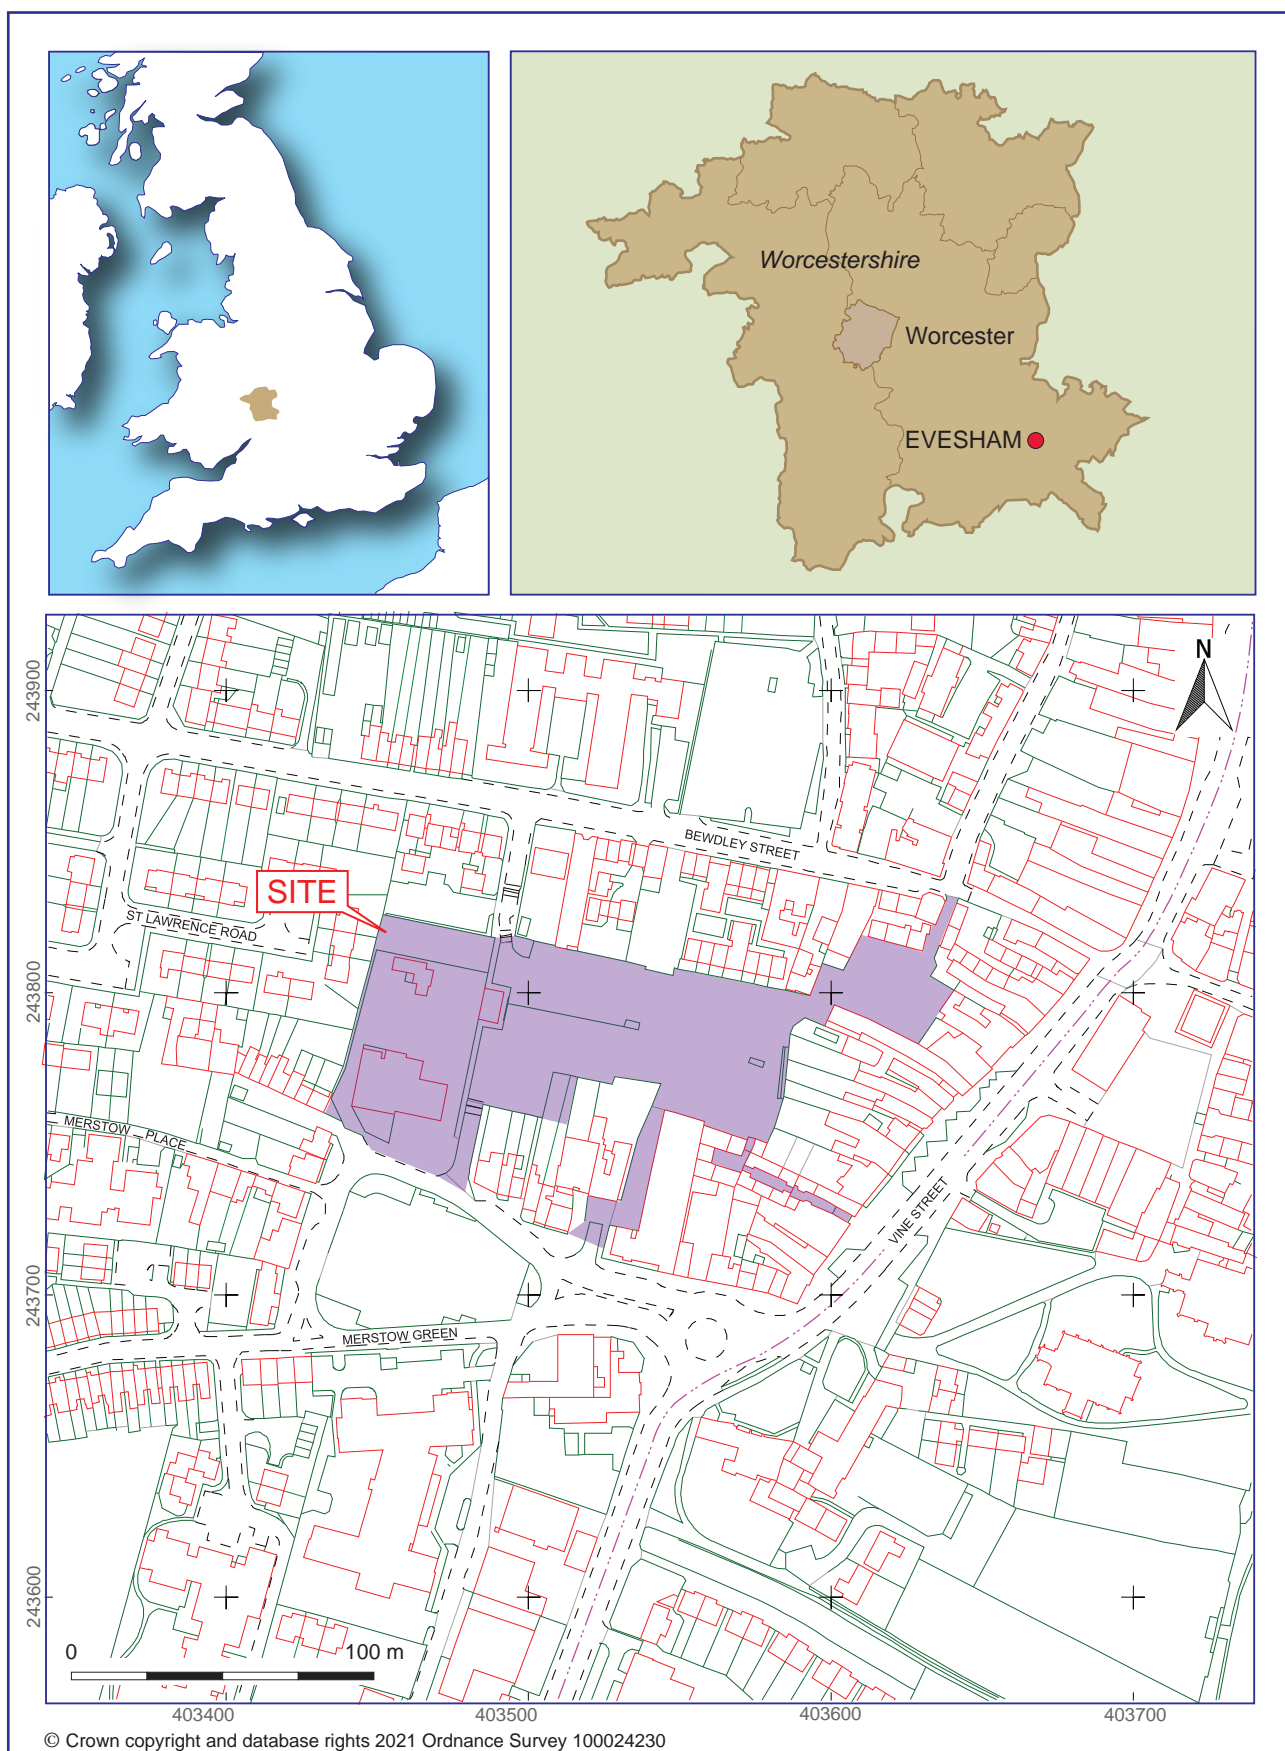 Worcestershire
Worcester
EVESHAM
N
243900
BEWDLEY STREET
SITE
ST LAWRENCE ROAD
243800
MERSTOW PLACE
VINE STREET
243700
MERSTOW GREEN
243600
0 100 m
403400 403500 403600 403700
© Crown copyright and database rights 2021 Ordnance Survey 100024230